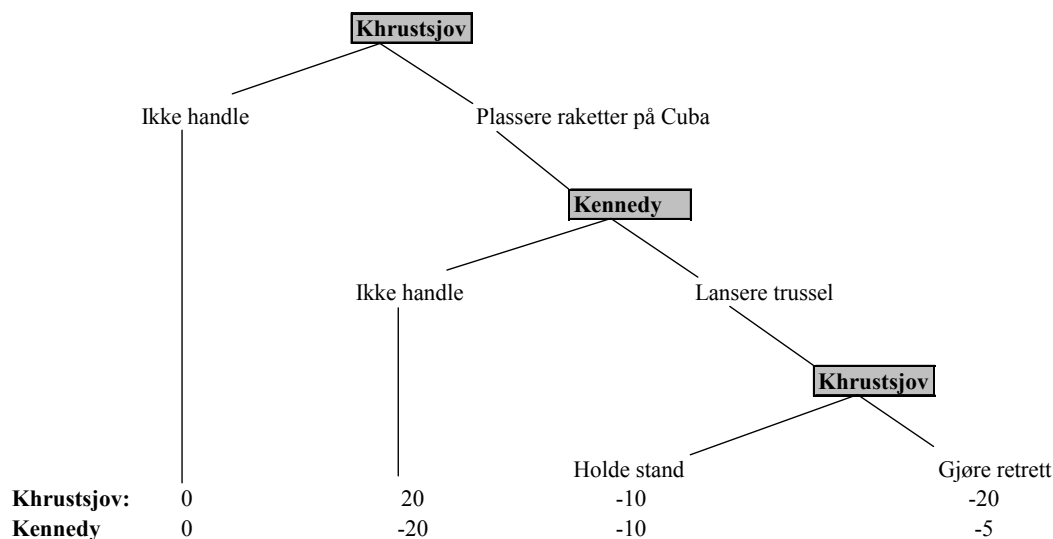 Khrustsjov
Ikke handle Plassere raketter på Cuba
Kennedy
Ikke handle Lansere trussel
Khrustsjov
Holde stand Gjøre retrett
Khrustsjov: 0 20 -10 -20
Kennedy 0 -20 -10 -5